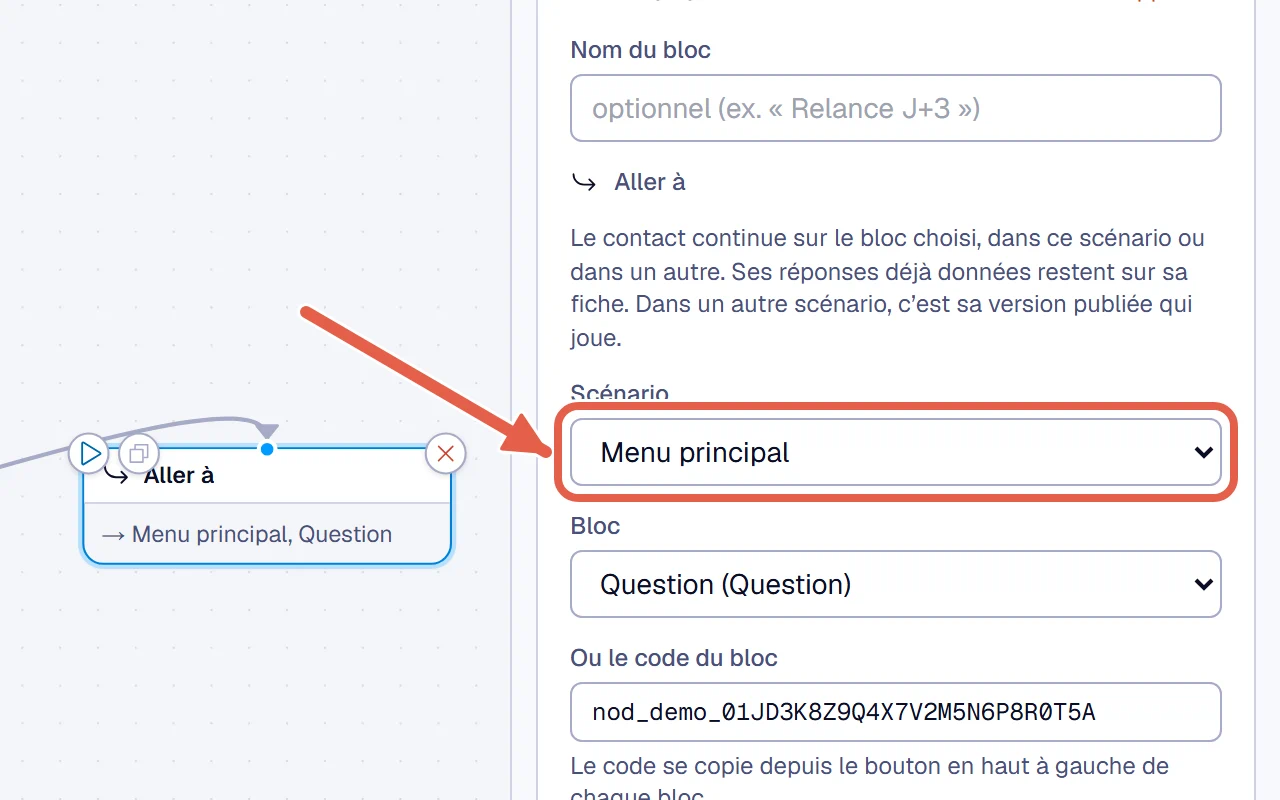 Nom du bloc
optionnel (ex. « Relance J+3 »)
Aller à
Le contact continue sur le bloc choisi, dans ce scénario ou
dans un autre. Ses réponses déjà données restent sur sa
fiche. Dans un autre scénario, c’est sa version publiée qui
joue.
Scénario
Menu principal
Aller à
→ Menu principal, Question
Bloc
Question (Question)
Ou le code du bloc
nod_demo_01JD3K8Z9Q4X7V2M5N6P8R0T5A
Le code se copie depuis le bouton en haut à gauche de
chaque bloc